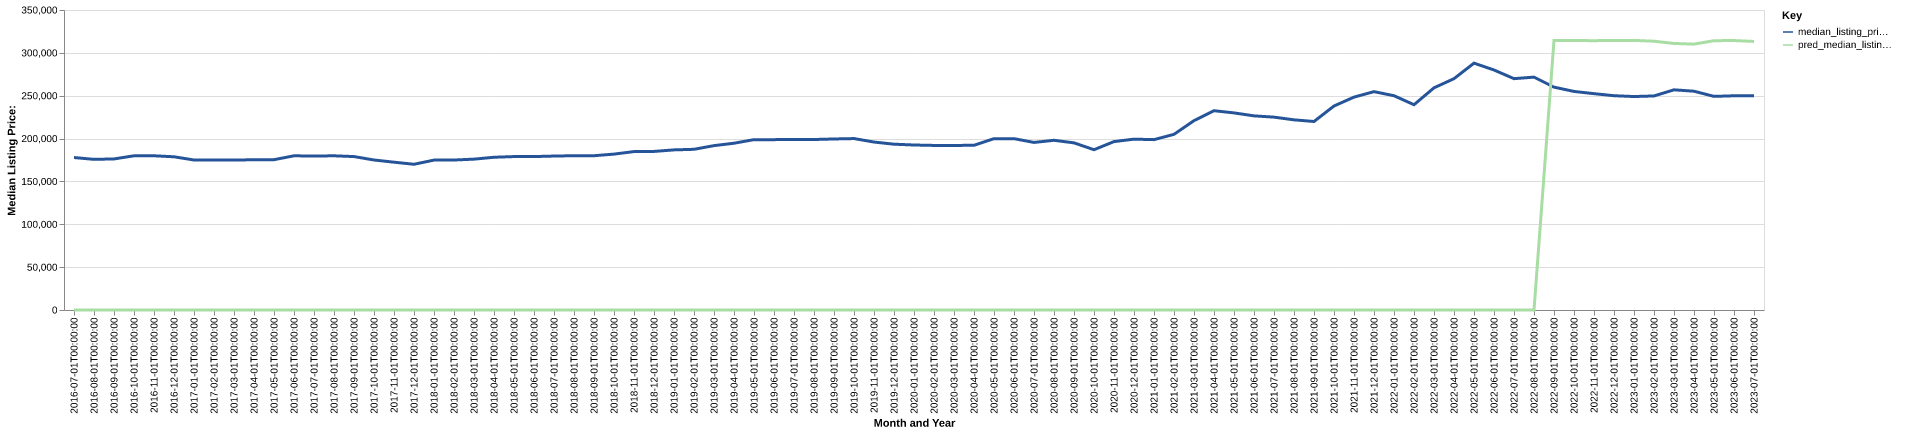 350,000
300,000
250,000
200,000
150,000
100,000
50,000
0
Median Listing Price:
2016-07-01T00:00:00
2016-08-01T00:00:00
2016-09-01T00:00:00
2016-10-01T00:00:00
2016-11-01T00:00:00
2016-12-01T00:00:00
2017-01-01T00:00:00
2017-02-01T00:00:00
2017-03-01T00:00:00
2017-04-01T00:00:00
2017-05-01T00:00:00
2017-06-01T00:00:00
2017-07-01T00:00:00
2017-08-01T00:00:00
2017-09-01T00:00:00
2017-10-01T00:00:00
2017-11-01T00:00:00
2017-12-01T00:00:00
2018-01-01T00:00:00
2018-02-01T00:00:00
2018-03-01T00:00:00
2018-04-01T00:00:00
2018-05-01T00:00:00
2018-06-01T00:00:00
2018-07-01T00:00:00
2018-08-01T00:00:00
2018-09-01T00:00:00
2018-10-01T00:00:00
2018-11-01T00:00:00
2018-12-01T00:00:00
2019-01-01T00:00:00
2019-02-01T00:00:00
2019-03-01T00:00:00
2019-04-01T00:00:00
2019-05-01T00:00:00
2019-06-01T00:00:00
2019-07-01T00:00:00
2019-08-01T00:00:00
2019-09-01T00:00:00
2019-10-01T00:00:00
2019-11-01T00:00:00
2019-12-01T00:00:00
2020-01-01T00:00:00
2020-02-01T00:00:00
2020-03-01T00:00:00
2020-04-01T00:00:00
2020-05-01T00:00:00
2020-06-01T00:00:00
2020-07-01T00:00:00
2020-08-01T00:00:00
2020-09-01T00:00:00
2020-10-01T00:00:00
2020-11-01T00:00:00
2020-12-01T00:00:00
2021-01-01T00:00:00
2021-02-01T00:00:00
2021-03-01T00:00:00
2021-04-01T00:00:00
2021-05-01T00:00:00
2021-06-01T00:00:00
2021-07-01T00:00:00
2021-08-01T00:00:00
2021-09-01T00:00:00
2021-10-01T00:00:00
2021-11-01T00:00:00
2021-12-01T00:00:00
2022-01-01T00:00:00
2022-02-01T00:00:00
2022-03-01T00:00:00
2022-04-01T00:00:00
2022-05-01T00:00:00
2022-06-01T00:00:00
2022-07-01T00:00:00
2022-08-01T00:00:00
2022-09-01T00:00:00
2022-10-01T00:00:00
2022-11-01T00:00:00
2022-12-01T00:00:00
2023-01-01T00:00:00
2023-02-01T00:00:00
2023-03-01T00:00:00
2023-04-01T00:00:00
2023-05-01T00:00:00
2023-06-01T00:00:00
2023-07-01T00:00:00
Month and Year
Key
median_listing_pri…
pred_median_listin…